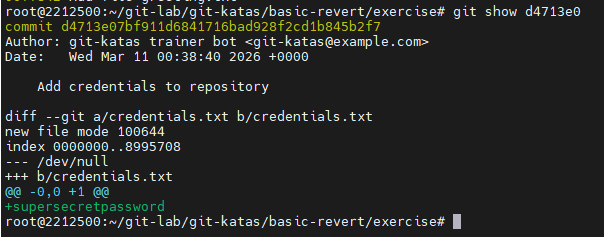 root@2212500:~/git-lab/git-katas/basic-revert/exercise# git show d4713e0
commit d4713e07bf911d6841716bad928f2cd1b845b2f7
Author: git-katas trainer bot <git-katas@example.com>
Date:   Wed Mar 11 00:38:40 2026 +0000

    Add credentials to repository

diff --git a/credentials.txt b/credentials.txt
new file mode 100644
index 0000000..8995708
--- /dev/null
+++ b/credentials.txt
@@ -0,0 +1 @@
+supersecretpassword
root@2212500:~/git-lab/git-katas/basic-revert/exercise#